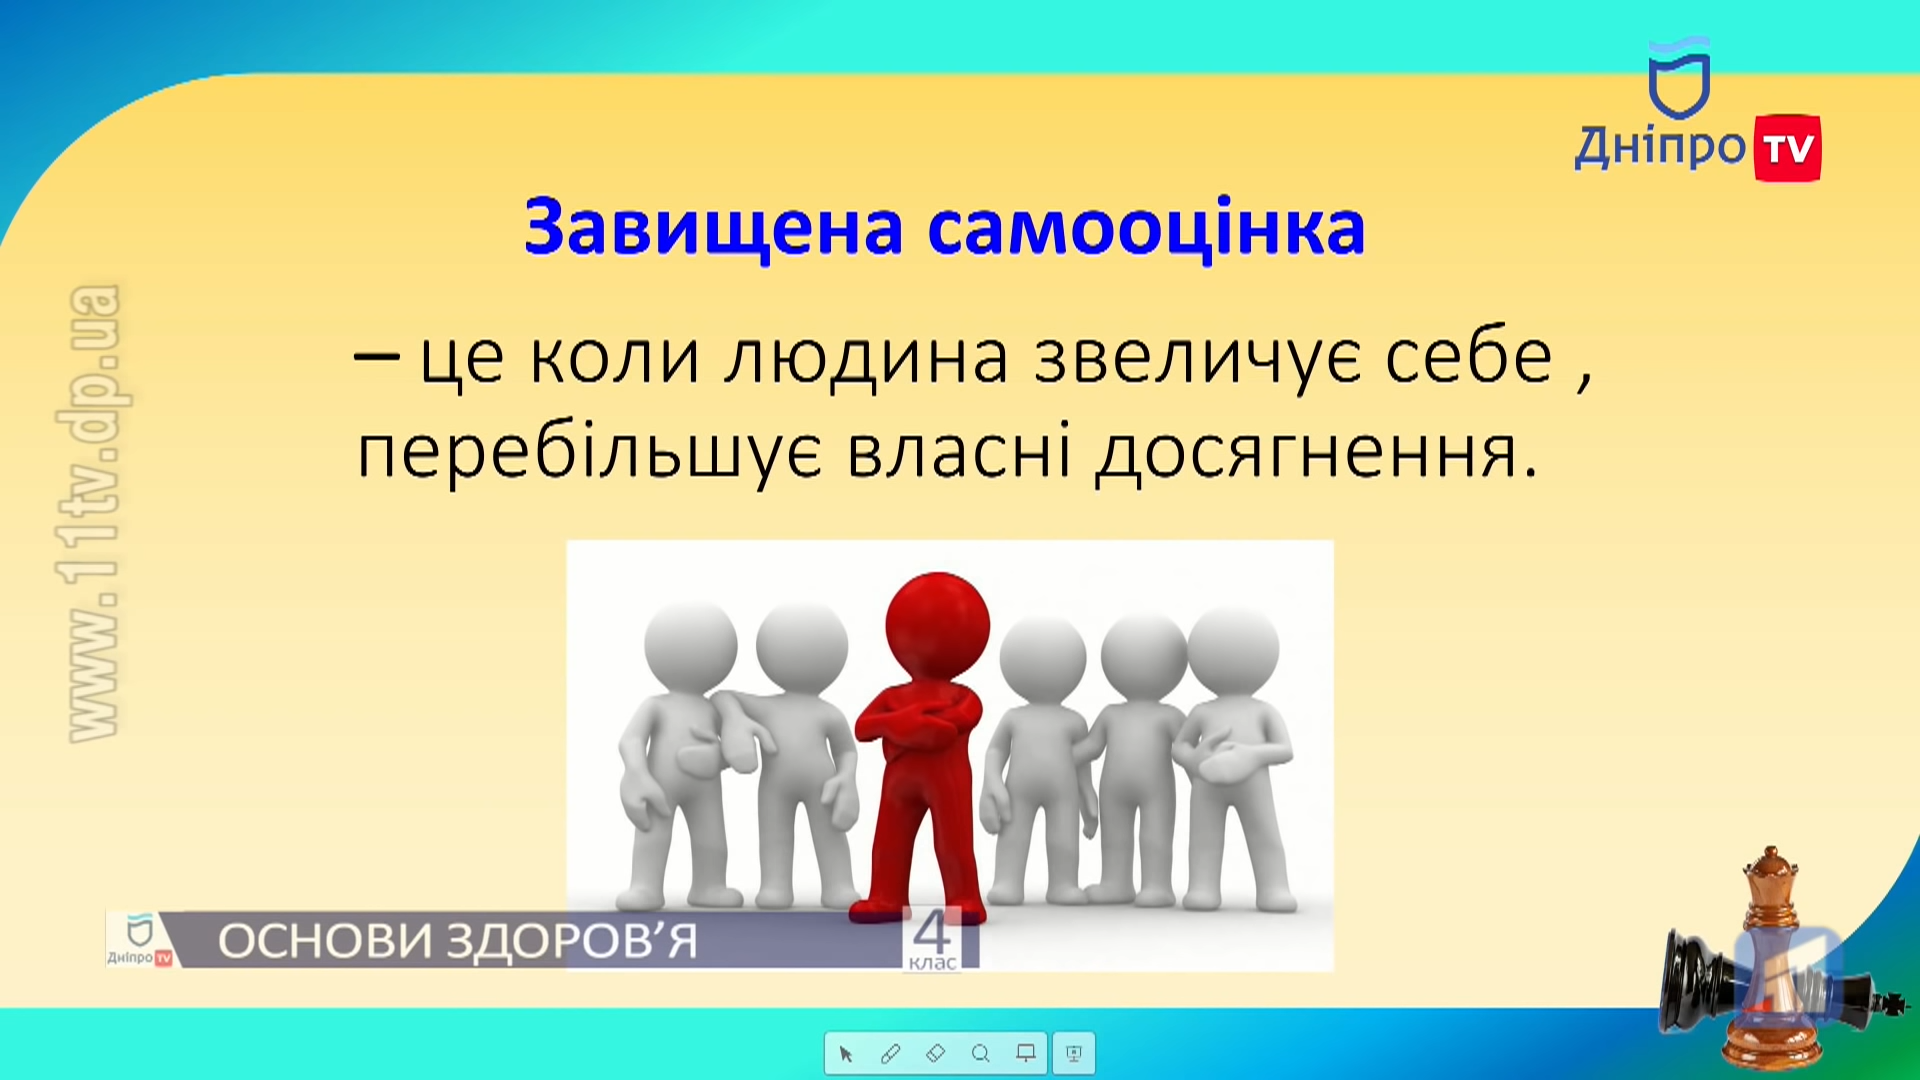 Дніпро TV
Завищена самооцінка
– це коли людина звеличує себе ,
перебільшує власні досягнення.
www.11tv.dp.ua
Дніпро TV
ОСНОВИ ЗДОРОВ’Я
4
клас